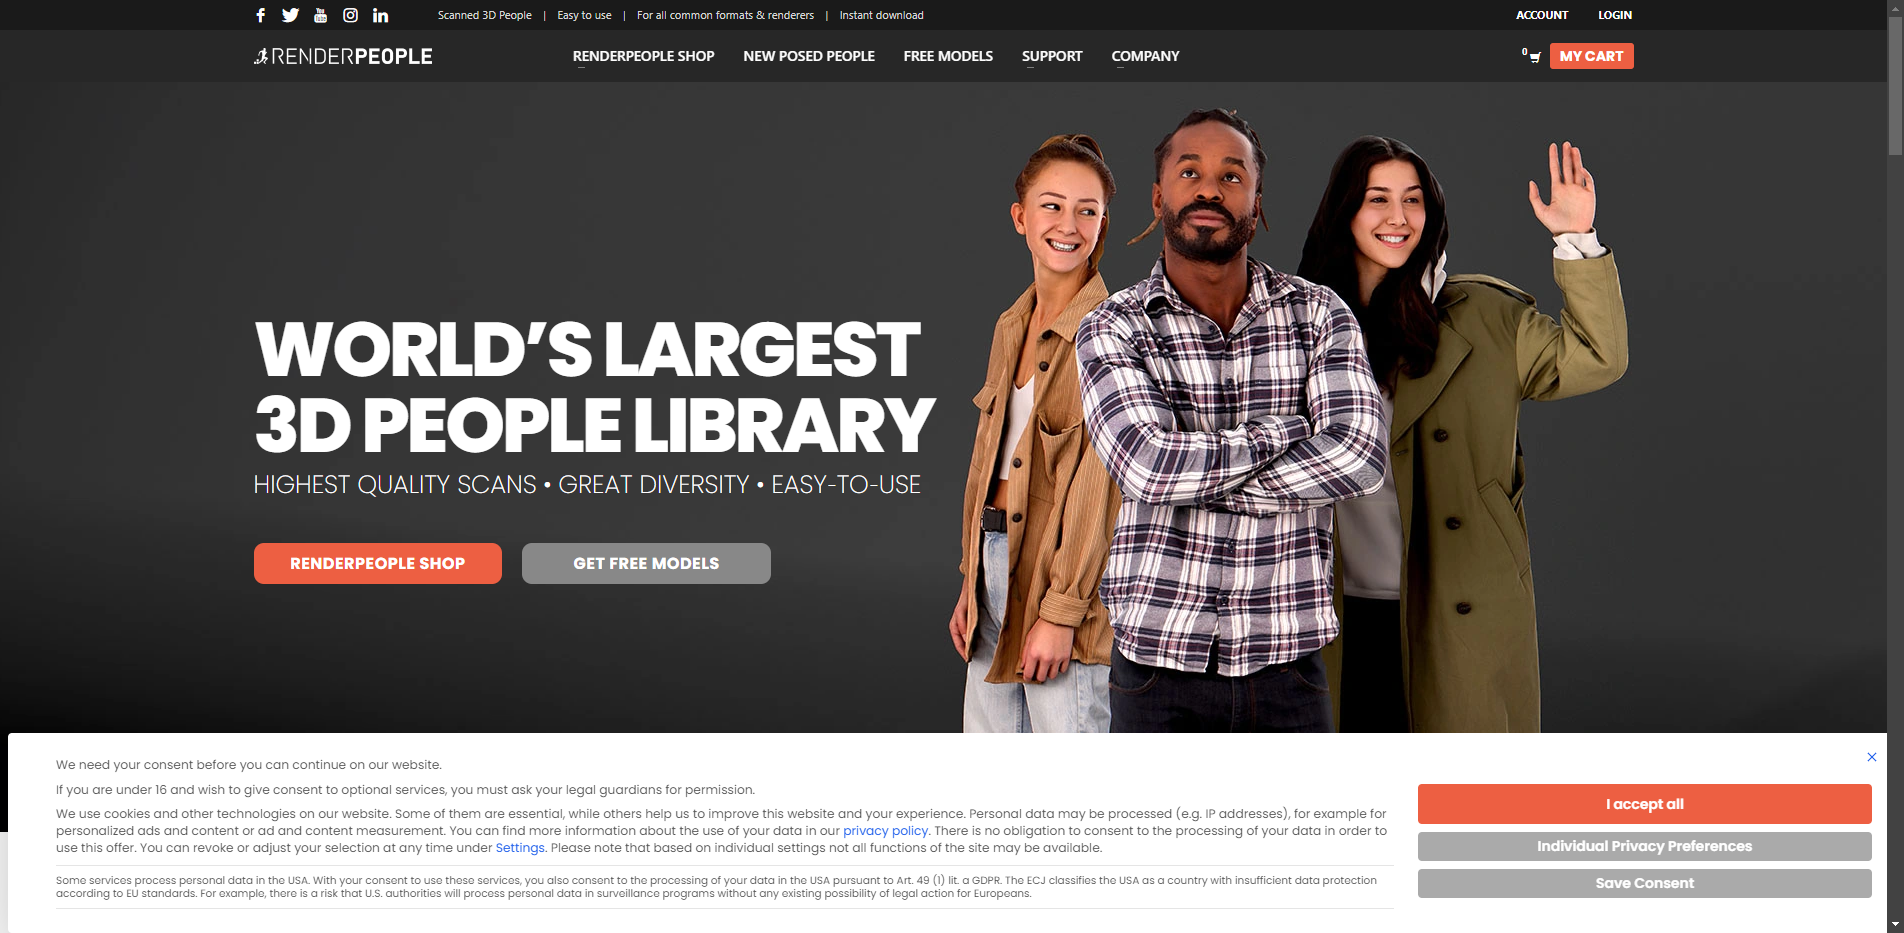 Scanned 3D People | Easy to use | For all common formats & renderers | Instant download
ACCOUNT LOGIN
RENDERPEOPLE
RENDERPEOPLE SHOP NEW POSED PEOPLE FREE MODELS SUPPORT COMPANY
0 MY CART
WORLD’S LARGEST
3D PEOPLE LIBRARY
HIGHEST QUALITY SCANS • GREAT DIVERSITY • EASY-TO-USE
RENDERPEOPLE SHOP GET FREE MODELS
We need your consent before you can continue on our website.
If you are under 16 and wish to give consent to optional services, you must ask your legal guardians for permission.
We use cookies and other technologies on our website. Some of them are essential, while others help us to improve this website and your experience. Personal data may be processed (e.g. IP addresses), for example for
personalized ads and content or ad and content measurement. You can find more information about the use of your data in our privacy policy. There is no obligation to consent to the processing of your data in order to
use this offer. You can revoke or adjust your selection at any time under Settings. Please note that based on individual settings not all functions of the site may be available.
Some services process personal data in the USA. With your consent to use these services, you also consent to the processing of your data in the USA pursuant to Art. 49 (1) lit. a GDPR. The ECJ classifies the USA as a country with insufficient data protection
according to EU standards. For example, there is a risk that U.S. authorities will process personal data in surveillance programs without any existing possibility of legal action for Europeans.
I accept all
Individual Privacy Preferences
Save Consent